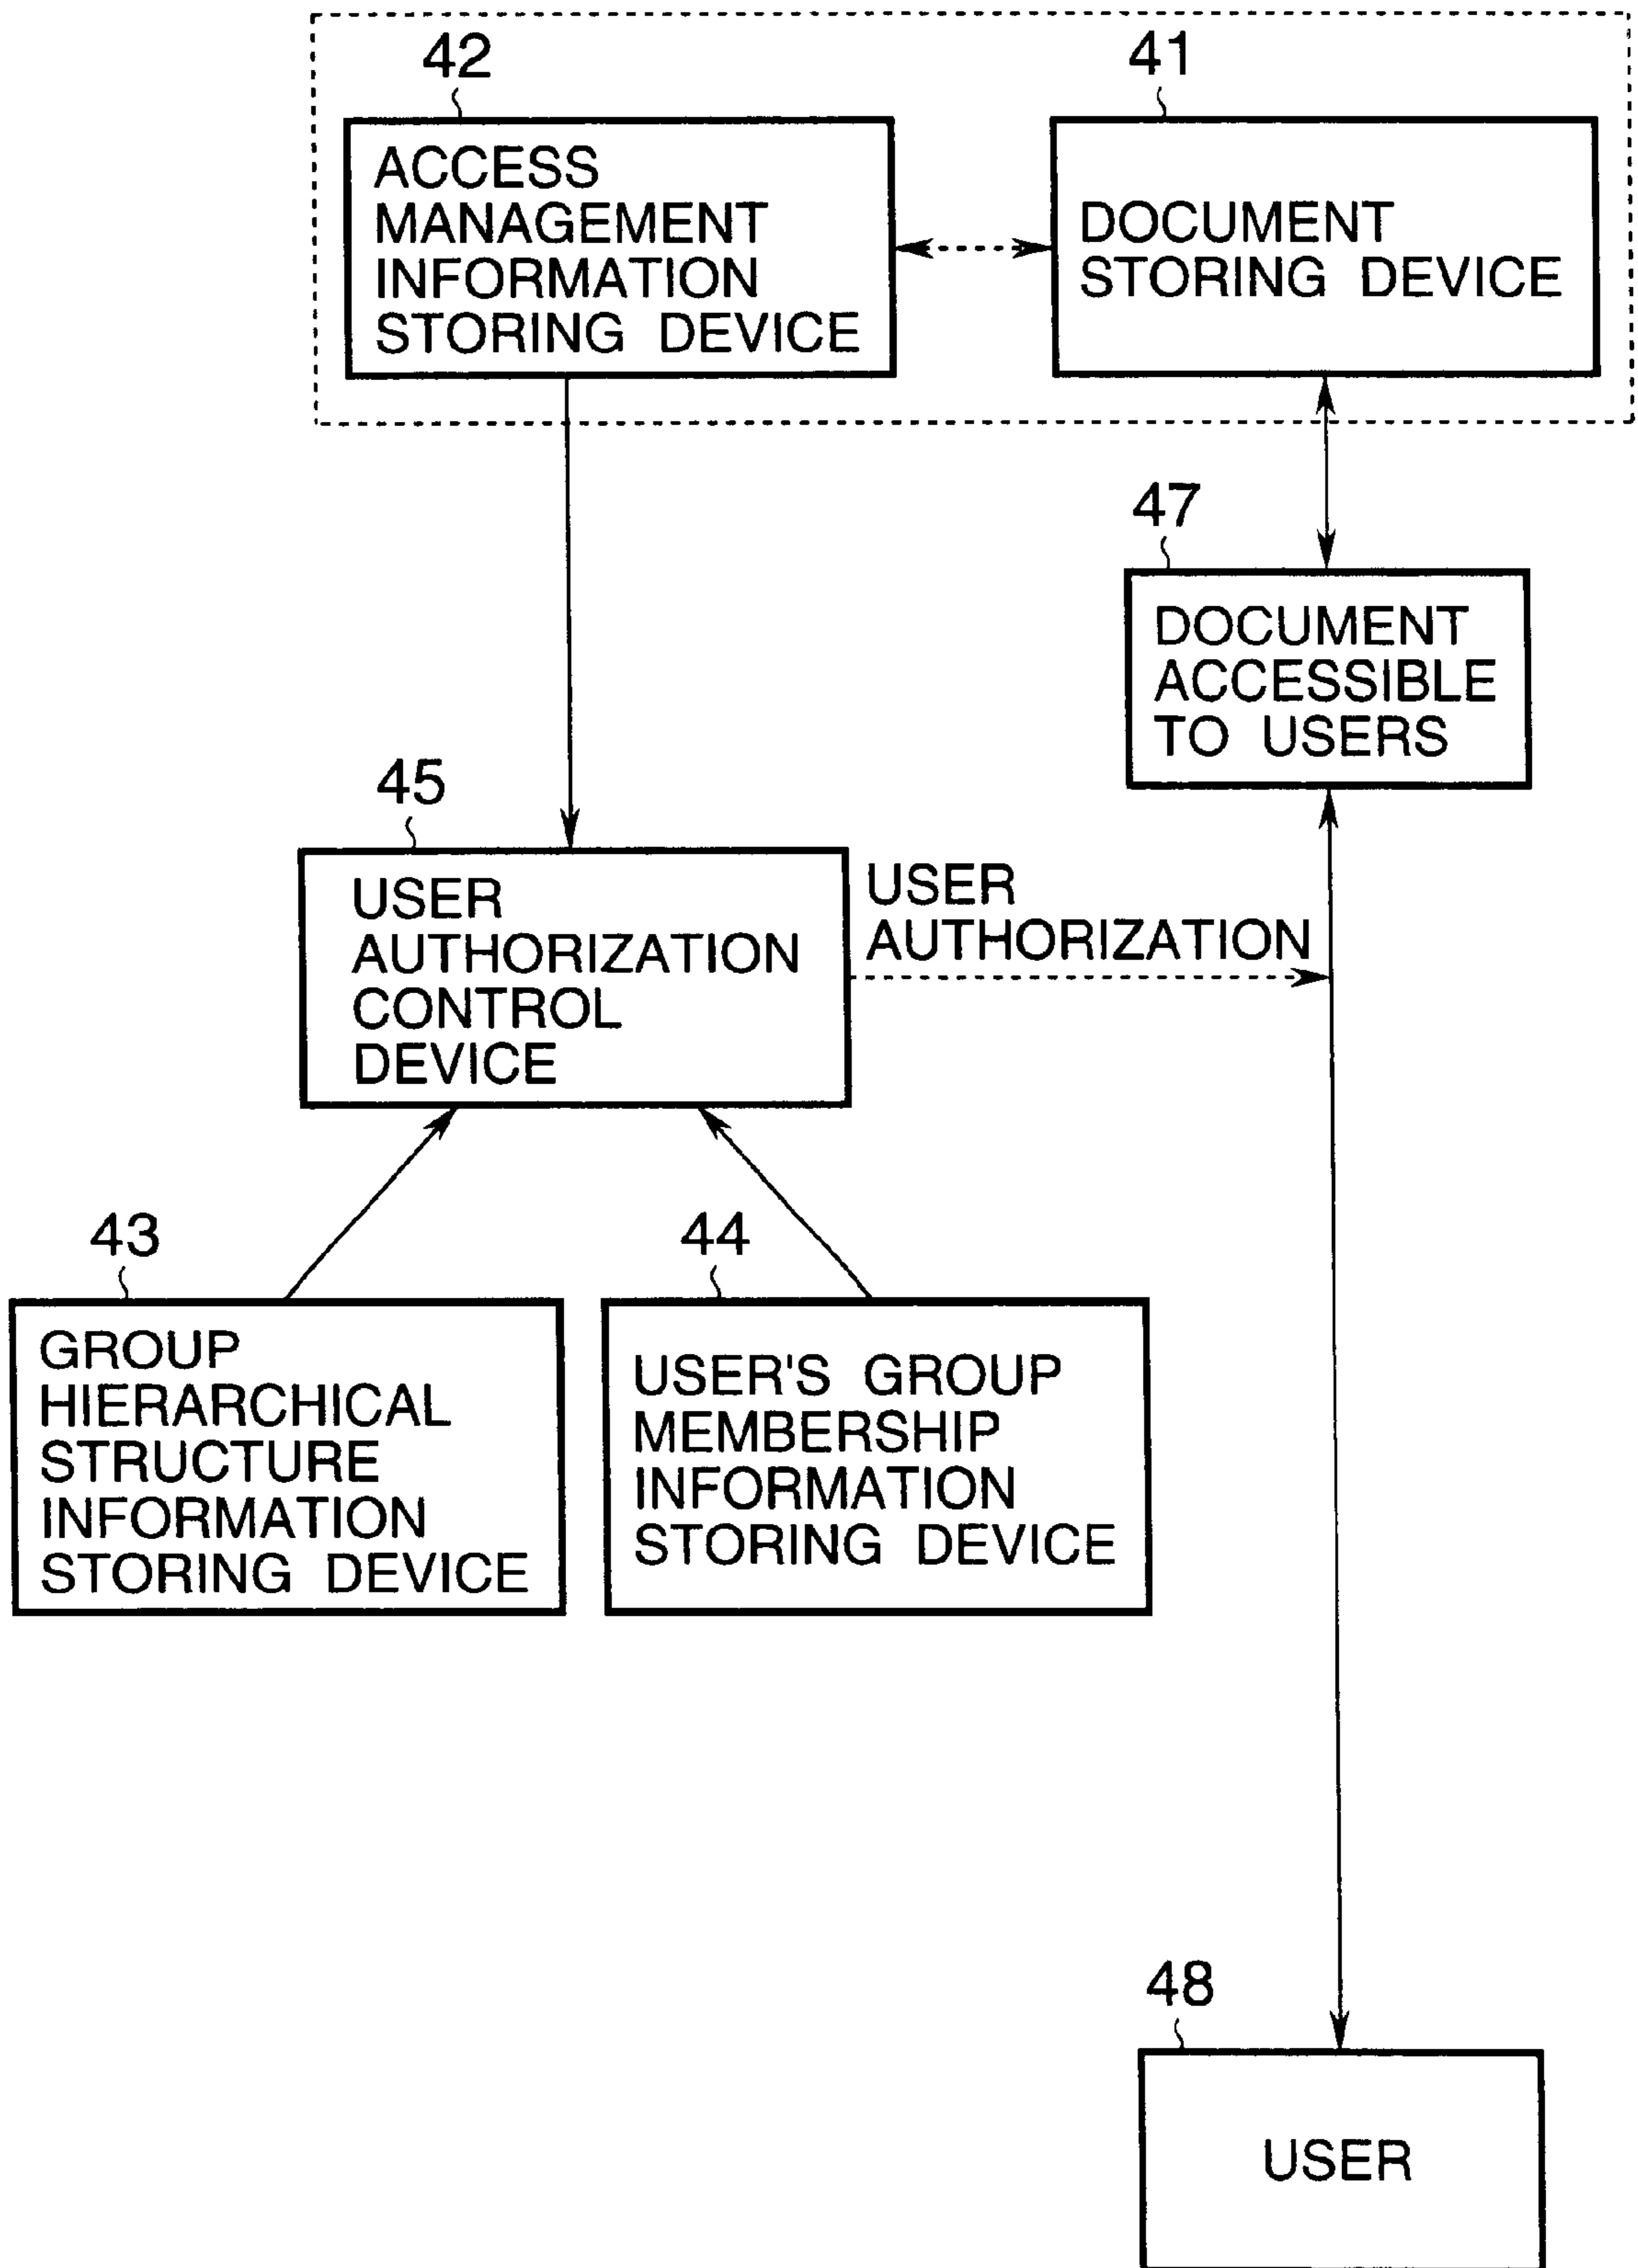 42
ACCESS
MANAGEMENT
INFORMATION
STORING DEVICE
41
DOCUMENT
STORING DEVICE
47
DOCUMENT
ACCESSIBLE
TO USERS
45
USER
AUTHORIZATION
CONTROL
DEVICE
USER
AUTHORIZATION
43
GROUP
HIERARCHICAL
STRUCTURE
INFORMATION
STORING DEVICE
44
USER'S GROUP
MEMBERSHIP
INFORMATION
STORING DEVICE
48
USER